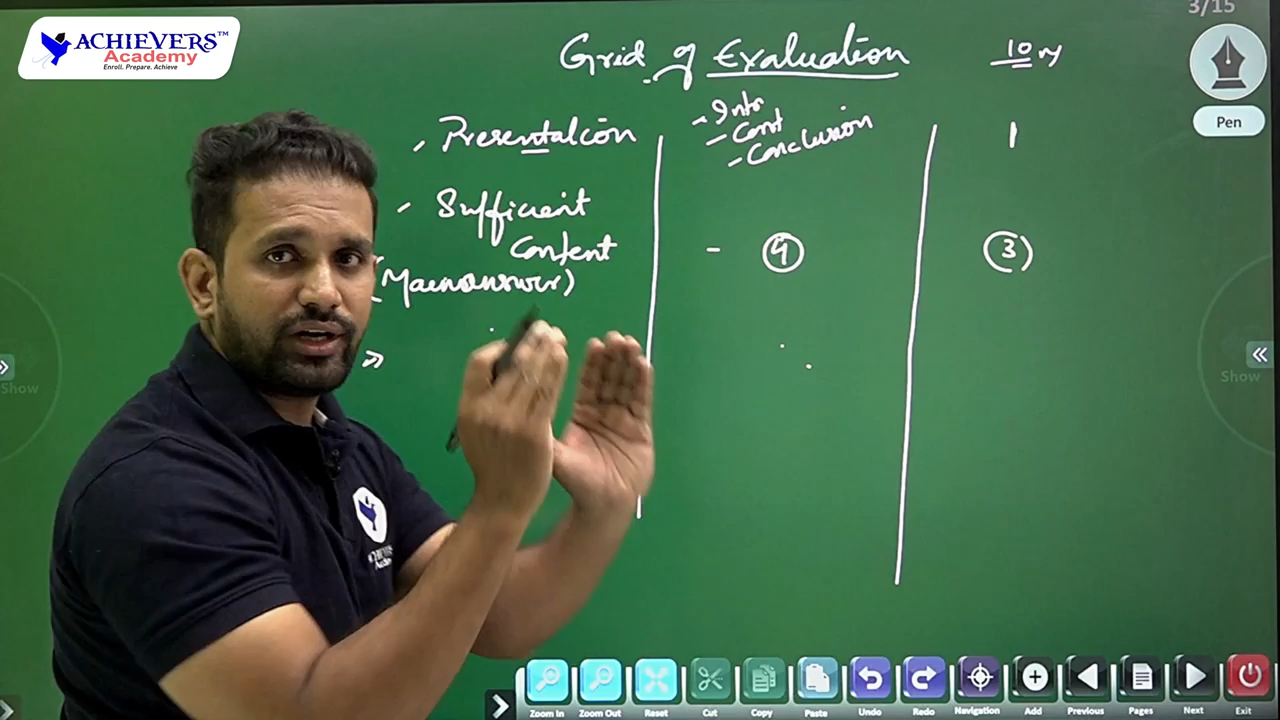 3/15
ACHIEVERS™
Academy
Enroll. Prepare. Achieve
Grid of Evaluation
10 M
Pen
- Presentation
- Intr
- Cont
- Conclusion
1
- Sufficient
Content
(Main answer)
- 4
3
»
Show
Show
Academy
Zoom In
Zoom Out
Reset
Cut
Copy
Paste
Undo
Redo
Navigation
Add
Previous
Pages
Next
Exit